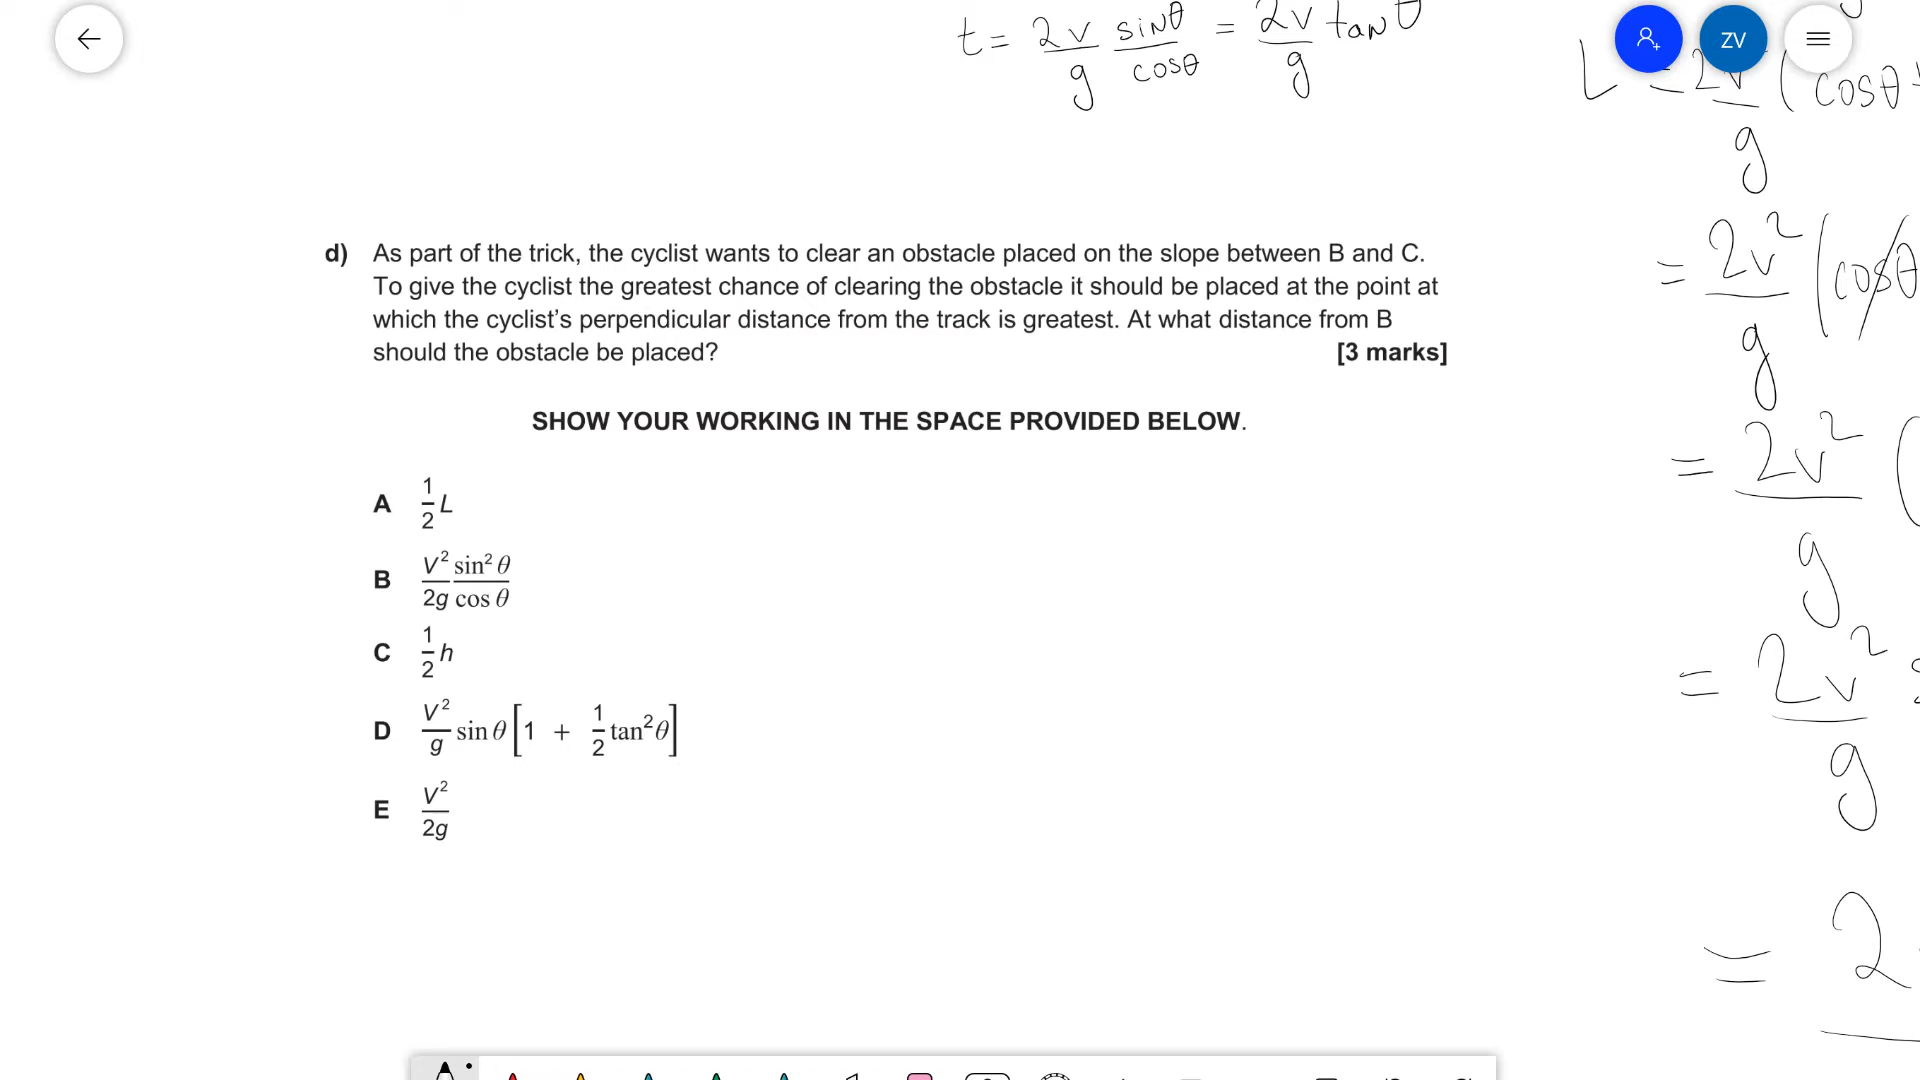 t = 2v/g sinθ/cosθ = 2v/g tanθ
ZV
L = 2v/g (cosθ
= 2v²/g (cosθ
= 2v²/g (
= 2v²/g
= 2
d) As part of the trick, the cyclist wants to clear an obstacle placed on the slope between B and C.
To give the cyclist the greatest chance of clearing the obstacle it should be placed at the point at
which the cyclist's perpendicular distance from the track is greatest. At what distance from B
should the obstacle be placed? [3 marks]
SHOW YOUR WORKING IN THE SPACE PROVIDED BELOW.
A 1/2 L
B V²/2g sin²θ/cos θ
C 1/2 h
D V²/g sin θ [1 + 1/2 tan²θ]
E V²/2g